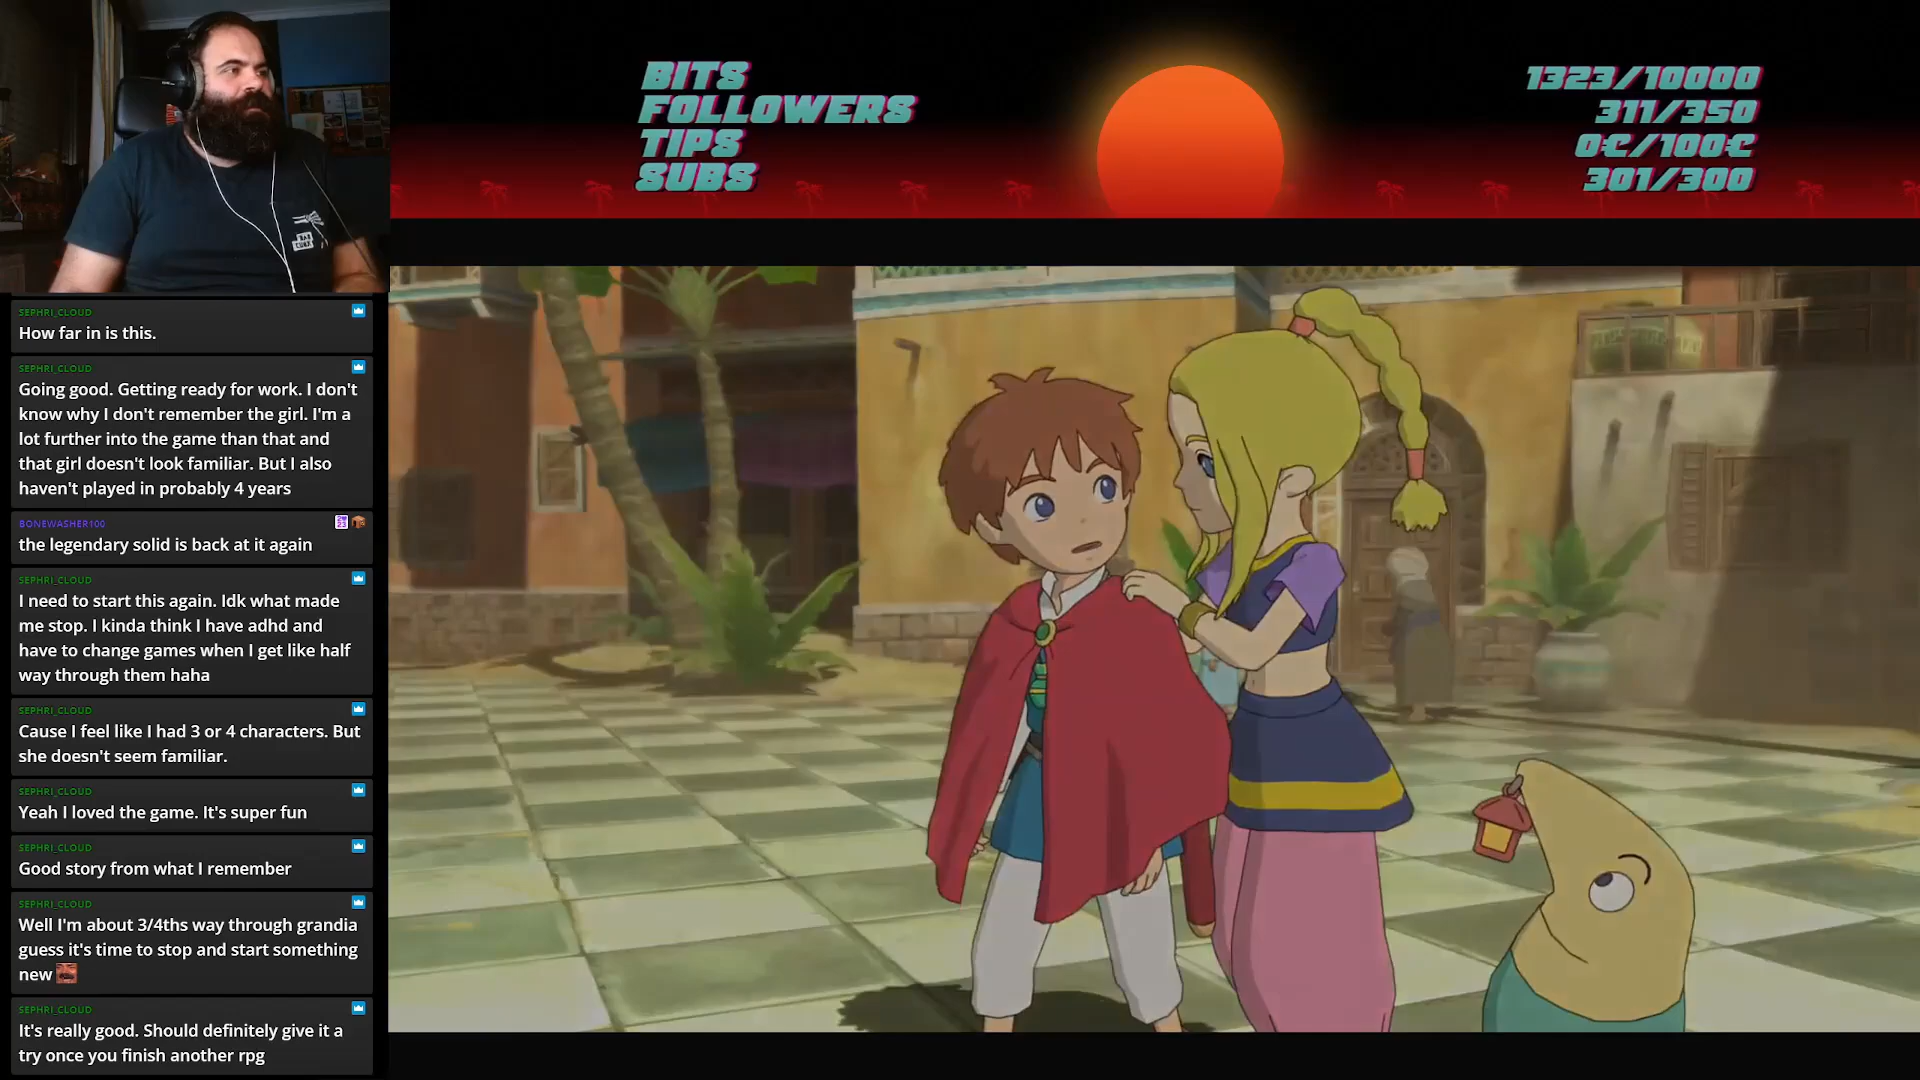 BITS
FOLLOWERS
TIPS
SUBS
1323/10000
311/350
0€/100€
301/300
SEPHRI_CLOUD
How far in is this.
SEPHRI_CLOUD
Going good. Getting ready for work. I don't
know why I don't remember the girl. I'm a
lot further into the game than that and
that girl doesn't look familiar. But I also
haven't played in probably 4 years
BONEWASHER100
the legendary solid is back at it again
SEPHRI_CLOUD
I need to start this again. Idk what made
me stop. I kinda think I have adhd and
have to change games when I get like half
way through them haha
SEPHRI_CLOUD
Cause I feel like I had 3 or 4 characters. But
she doesn't seem familiar.
SEPHRI_CLOUD
Yeah I loved the game. It's super fun
SEPHRI_CLOUD
Good story from what I remember
SEPHRI_CLOUD
Well I'm about 3/4ths way through grandia
guess it's time to stop and start something
new
SEPHRI_CLOUD
It's really good. Should definitely give it a
try once you finish another rpg